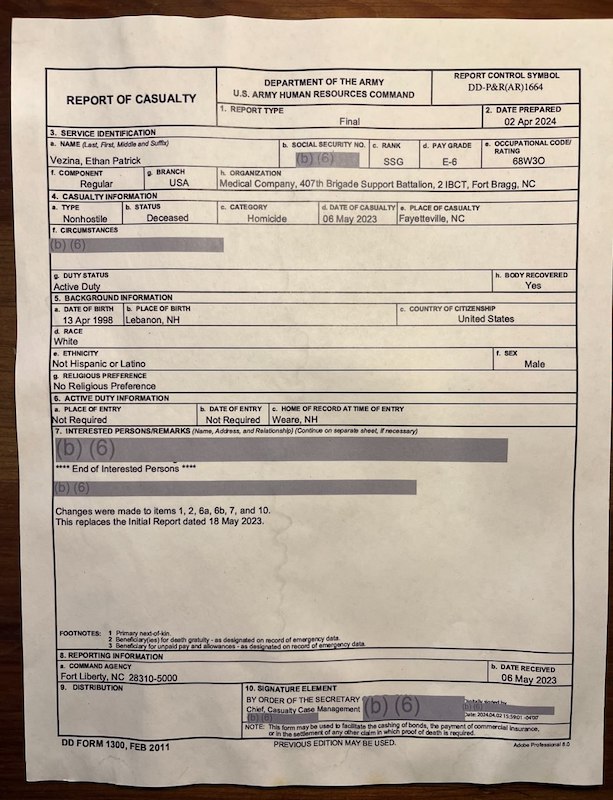 REPORT OF CASUALTY
DEPARTMENT OF THE ARMY
U.S. ARMY HUMAN RESOURCES COMMAND
REPORT CONTROL SYMBOL
DD-P&R(AR)1664
1. REPORT TYPE
Final
2. DATE PREPARED
02 Apr 2024
3. SERVICE IDENTIFICATION
a. NAME (Last, First, Middle and Suffix)
Vezina, Ethan Patrick
b. SOCIAL SECURITY NO.
(b) (6)
c. RANK
SSG
d. PAY GRADE
E-6
e. OCCUPATIONAL CODE/
RATING
68W3O
f. COMPONENT
Regular
g. BRANCH
USA
h. ORGANIZATION
Medical Company, 407th Brigade Support Battalion, 2 IBCT, Fort Bragg, NC
4. CASUALTY INFORMATION
a. TYPE
Nonhostile
b. STATUS
Deceased
c. CATEGORY
Homicide
d. DATE OF CASUALTY
06 May 2023
e. PLACE OF CASUALTY
Fayetteville, NC
f. CIRCUMSTANCES
(b) (6)
g. DUTY STATUS
Active Duty
h. BODY RECOVERED
Yes
5. BACKGROUND INFORMATION
a. DATE OF BIRTH
13 Apr 1998
b. PLACE OF BIRTH
Lebanon, NH
c. COUNTRY OF CITIZENSHIP
United States
d. RACE
White
e. ETHNICITY
Not Hispanic or Latino
f. SEX
Male
g. RELIGIOUS PREFERENCE
No Religious Preference
6. ACTIVE DUTY INFORMATION
a. PLACE OF ENTRY
Not Required
b. DATE OF ENTRY
Not Required
c. HOME OF RECORD AT TIME OF ENTRY
Weare, NH
7. INTERESTED PERSONS/REMARKS (Name, Address, and Relationship) (Continue on separate sheet, if necessary)
(b) (6)
**** End of Interested Persons ****
(b) (6)
Changes were made to items 1, 2, 6a, 6b, 7, and 10.
This replaces the Initial Report dated 18 May 2023.
FOOTNOTES: 1 Primary next-of-kin.
2 Beneficiary(ies) for death gratuity - as designated on record of emergency data.
3 Beneficiary for unpaid pay and allowances - as designated on record of emergency data.
8. REPORTING INFORMATION
a. COMMAND AGENCY
Fort Liberty, NC 28310-5000
b. DATE RECEIVED
06 May 2023
9. DISTRIBUTION
10. SIGNATURE ELEMENT
BY ORDER OF THE SECRETARY
Chief, Casualty Case Management
(b) (6)
(b) (6)
Digitally signed by
(b) (6)
Date: 2024.04.02 15:39:01 -04'00'
NOTE: This form may be used to facilitate the cashing of bonds, the payment of commercial insurance,
or in the settlement of any other claim in which proof of death is required.
DD FORM 1300, FEB 2011
PREVIOUS EDITION MAY BE USED.
Adobe Professional 8.0